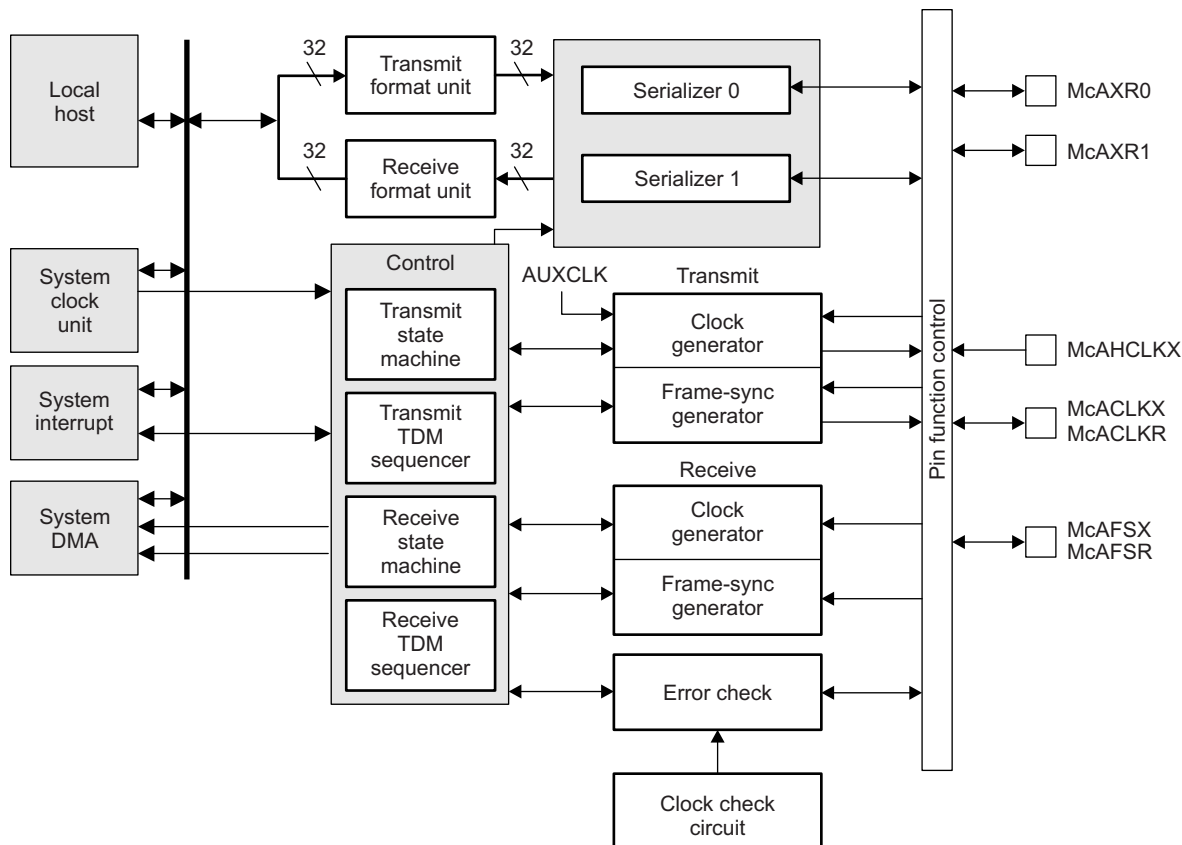 32
Transmit
format unit
32
Serializer 0
McAXR0
Local
host
32
Receive
format unit
32
Serializer 1
McAXR1
System
clock
unit
Control
AUXCLK
Transmit
Transmit
state
machine
Clock
generator
Pin function control
McAHCLKX
System
interrupt
Transmit
TDM
sequencer
Frame-sync
generator
McACLKX
McACLKR
Receive
System
DMA
Receive
state
machine
Clock
generator
McAFSX
McAFSR
Frame-sync
generator
Receive
TDM
sequencer
Error check
Clock check
circuit